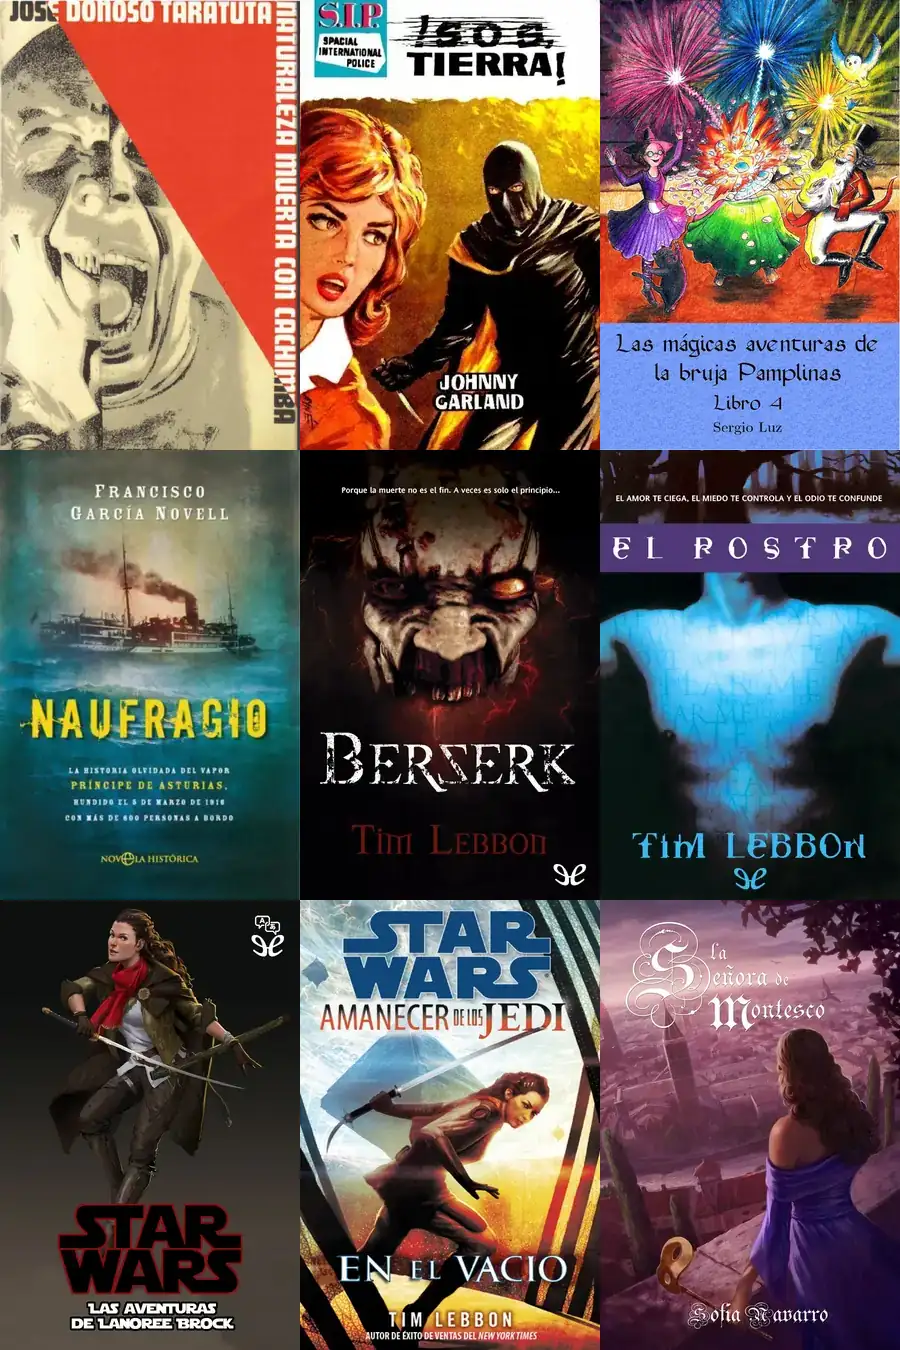 JOSE DONOSO TARATUTA
NATURALEZA MUERTA CON CACHIMBA
S.I.P.
SPACIAL
INTERNATIONAL
POLICE
¡S O S,
TIERRA!
JOHNNY
GARLAND
Las mágicas aventuras de
la bruja Pamplinas
Libro 4
Sergio Luz
FRANCISCO
GARCÍA NOVELL
NAUFRAGIO
LA HISTORIA OLVIDADA DEL VAPOR
PRÍNCIPE DE ASTURIAS,
HUNDIDO EL 5 DE MARZO DE 1916
CON MÁS DE 600 PERSONAS A BORDO
NOVELA HISTÓRICA
Porque la muerte no es el fin. A veces es solo el principio...
BERSERK
TIM LEBBON
EL AMOR TE CIEGA, EL MIEDO TE CONTROLA Y EL ODIO TE CONFUNDE
EL ROSTRO
TIM LEBBON
STAR
WARS
LAS AVENTURAS
DE LANOREE BROCK
STAR
WARS
AMANECER DE LOS JEDI
EN EL VACIO
TIM LEBBON
AUTOR DE ÉXITO DE VENTAS DEL NEW YORK TIMES
la
Señora de
Montesco
Sofia Navarro